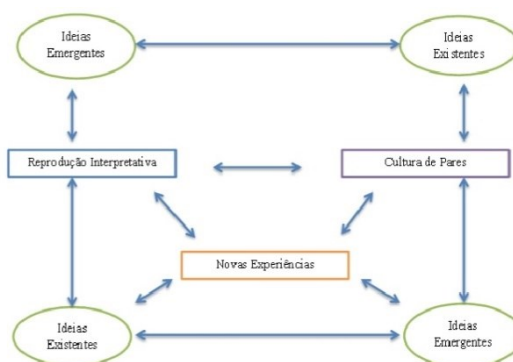 Ideias
Emergentes
Ideias
Existentes
Reprodução Interpretativa
Cultura de Pares
Novas Experiências
Ideias
Existentes
Ideias
Emergentes